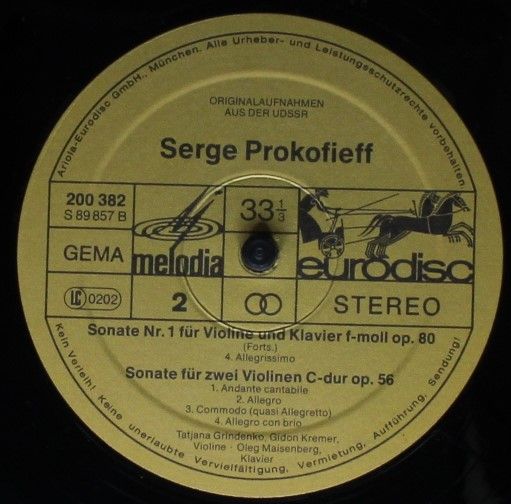 Ariola-Eurodisc GmbH., München. Alle Urheber- und Leistungsschutzrechte vorbehalten
ORIGINALAUFNAHMEN
AUS DER UDSSR
Serge Prokofieff
200 382
S 89 857 B
33 1/3
GEMA
melodia
eurodisc
LC 0202
2
STEREO
Sonate Nr. 1 für Violine und Klavier f-moll op. 80
(Forts.)
4. Allegrissimo
Sonate für zwei Violinen C-dur op. 56
1. Andante cantabile
2. Allegro
3. Commodo (quasi Allegretto)
4. Allegro con brio
Tatjana Grindenko, Gidon Kremer,
Violine · Oleg Maisenberg,
Klavier
Kein Verleih! Keine unerlaubte Vervielfältigung, Vermietung, Aufführung, Sendung!